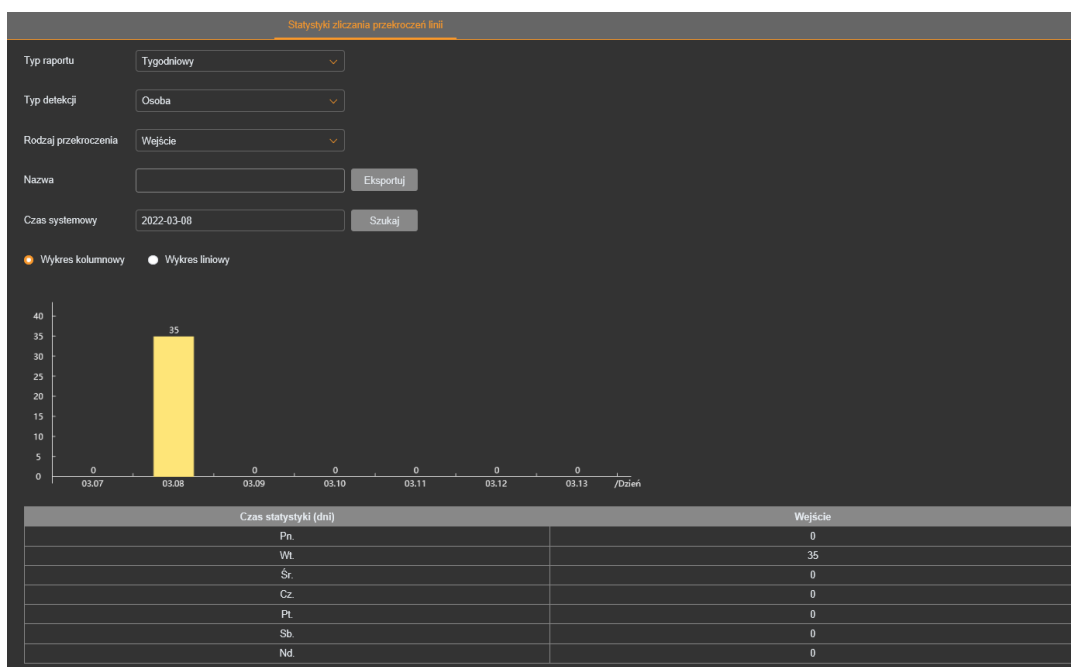 Statystyki zliczania przekroczeń linii
Typ raportu Tygodniowy
Typ detekcji Osoba
Rodzaj przekroczenia Wejście
Nazwa Eksportuj
Czas systemowy 2022-03-08 Szukaj
Wykres kolumnowy Wykres liniowy
40
35 35
30
25
20
15
10
5
0 0 0 0 0 0 0
03.07 03.08 03.09 03.10 03.11 03.12 03.13 /Dzień
Czas statystyki (dni) Wejście
Pn. 0
Wt. 35
Śr. 0
Cz. 0
Pt. 0
Sb. 0
Nd. 0